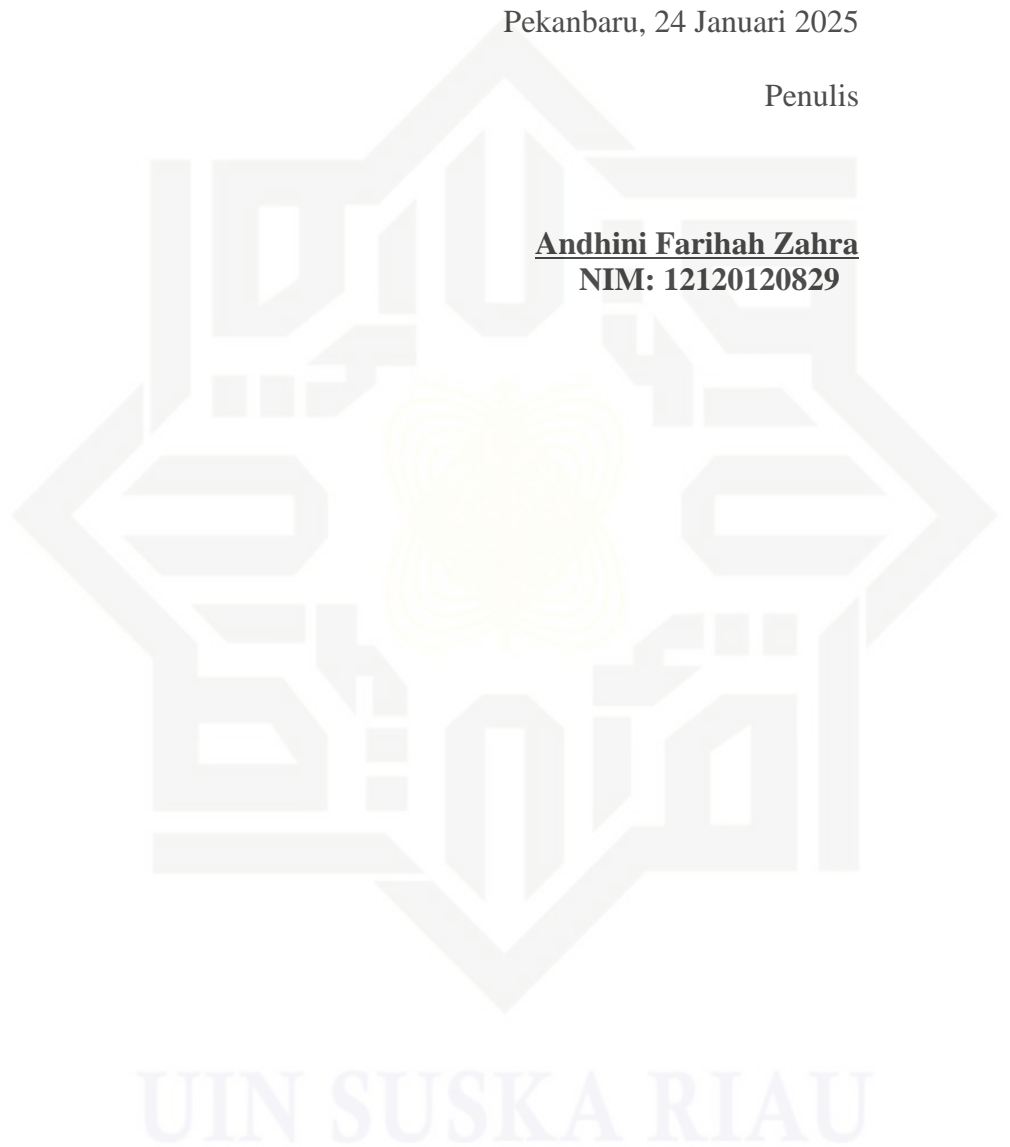 Pekanbaru, 24 Januari 2025
Penulis
Andhini Farihah Zahra
NIM: 12120120829
UIN SUSKA RIAU